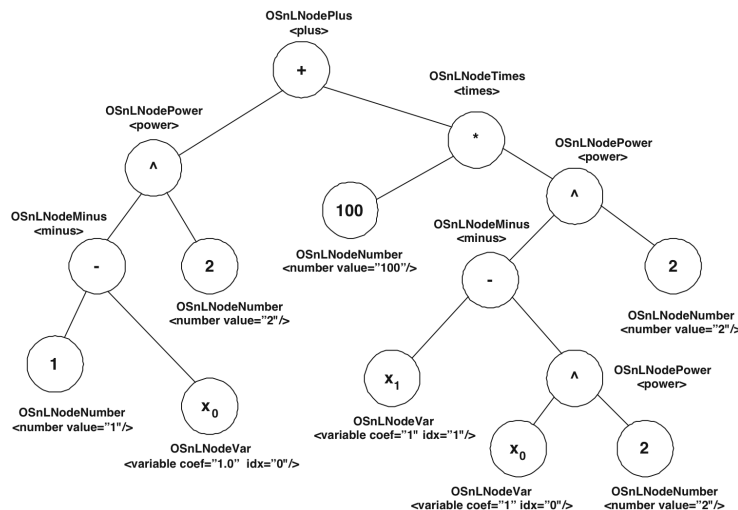 OSnLNodePlus
<plus>
+
OSnLNodeTimes
<times>
*
OSnLNodePower
<power>
^
OSnLNodePower
<power>
^
100
OSnLNodeNumber
<number value="100"/>
OSnLNodeMinus
<minus>
-
2
OSnLNodeNumber
<number value="2"/>
OSnLNodeMinus
<minus>
-
2
OSnLNodeNumber
<number value="2"/>
1
OSnLNodeNumber
<number value="1"/>
x0
OSnLNodeVar
<variable coef="1.0" idx="0"/>
x1
OSnLNodeVar
<variable coef="1" idx="1"/>
^
OSnLNodePower
<power>
x0
OSnLNodeVar
<variable coef="1" idx="0"/>
2
OSnLNodeNumber
<number value="2"/>